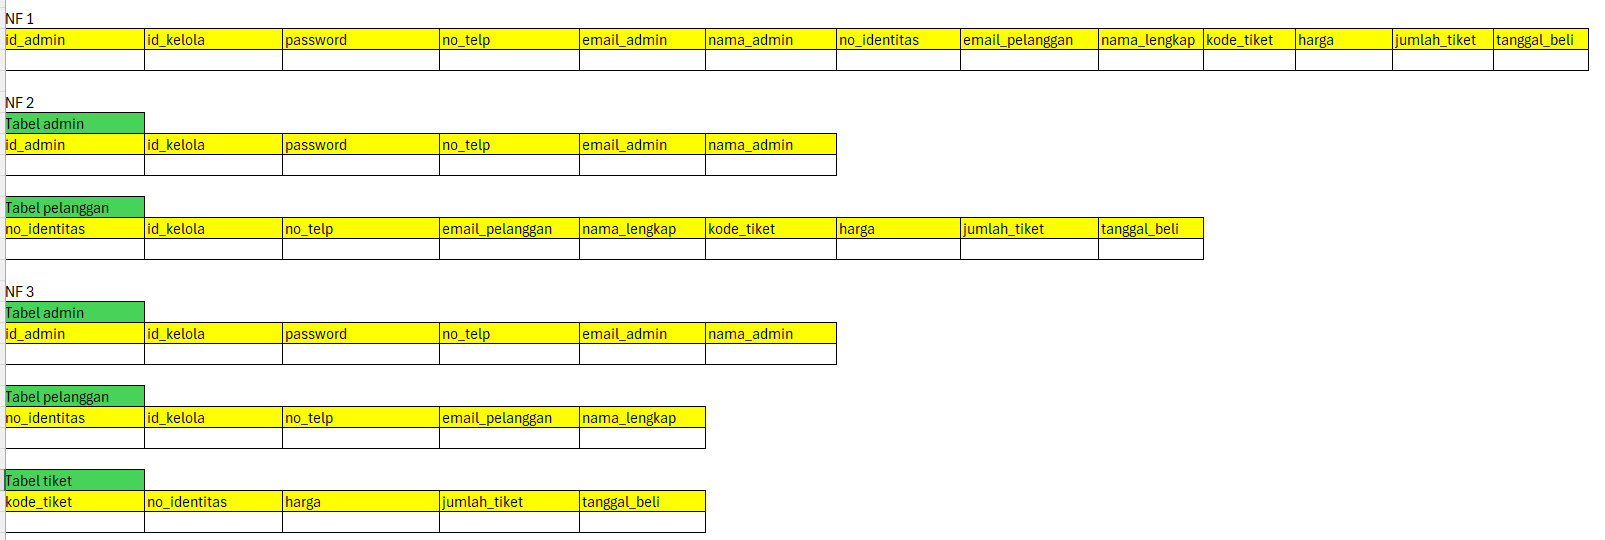 NF 1
id_admin id_kelola password no_telp email_admin nama_admin no_identitas email_pelanggan nama_lengkap kode_tiket harga jumlah_tiket tanggal_beli
NF 2
Tabel admin
id_admin id_kelola password no_telp email_admin nama_admin
Tabel pelanggan
no_identitas id_kelola no_telp email_pelanggan nama_lengkap kode_tiket harga jumlah_tiket tanggal_beli
NF 3
Tabel admin
id_admin id_kelola password no_telp email_admin nama_admin
Tabel pelanggan
no_identitas id_kelola no_telp email_pelanggan nama_lengkap
Tabel tiket
kode_tiket no_identitas harga jumlah_tiket tanggal_beli